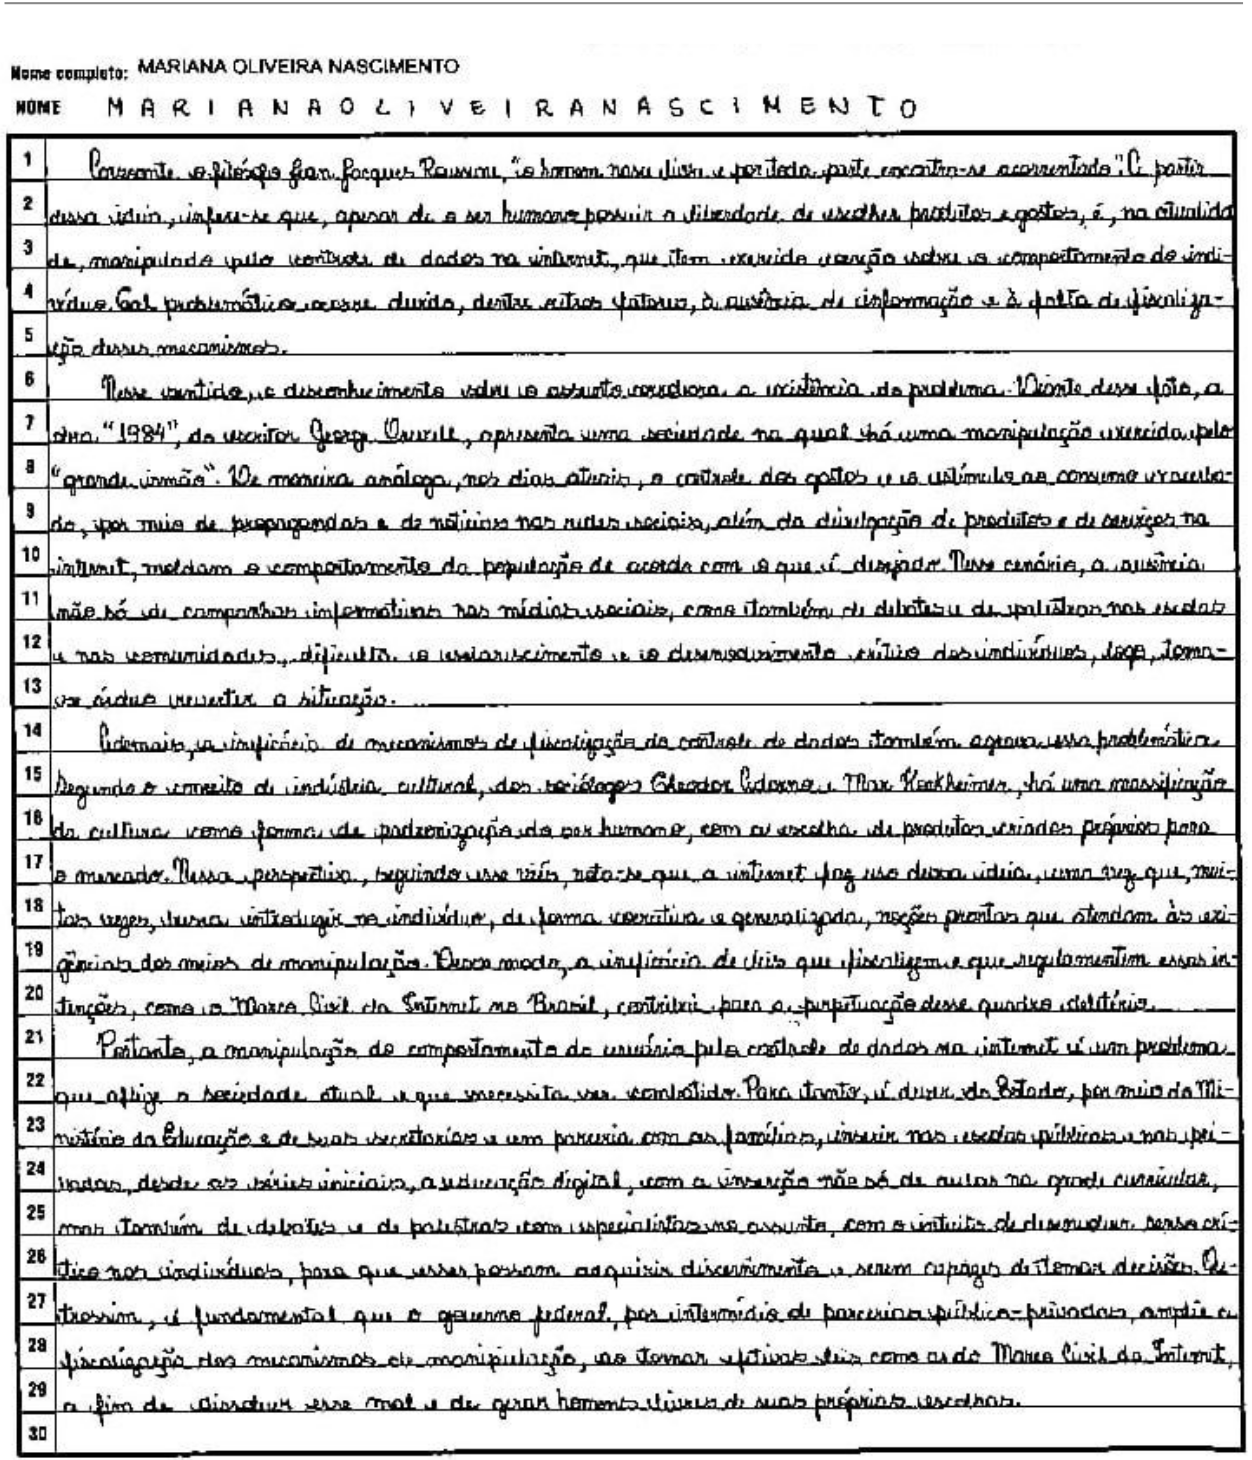 Nome completo: MARIANA OLIVEIRA NASCIMENTO
NOME MARIANAOLIVEIRANASCIMENTO
1 Consoante o filósofo Jean Jacques Rousseau, "o homem nasce livre e por toda parte encontra-se acorrentado". A partir
2 dessa ideia, infere-se que, apesar de o ser humano possuir a liberdade de escolher produtos e gostos, é, na atualida
3 de, manipulado pelo controle de dados na internet, que tem exercido coerção sobre o comportamento do indi-
4 víduo. Tal problemática ocorre devido, dentre outros fatores, à ausência de informação e à falta de fiscaliza-
5 ção desses mecanismos.
6 Nesse sentido, o desconhecimento sobre o assunto corrobora a existência do problema. Diante desse fato, a
7 obra "1984", do escritor George Orwell, apresenta uma sociedade na qual há uma manipulação exercida pelo
8 "grande irmão". De maneira análoga, nos dias atuais, o controle dos gostos e o estímulo ao consumo exacerba-
9 do, por meio de propagandas e de notícias nas redes sociais, além da divulgação de produtos e de serviços na
10 internet, moldam o comportamento da população de acordo com o que é desejado. Nesse cenário, a ausência
11 não só de campanhas informativas nas mídias sociais, como também de debates e de palestras nas escolas
12 e nas comunidades, dificulta o esclarecimento e o desenvolvimento crítico dos indivíduos, logo, torna-
13 se árduo reverter a situação.
14 Ademais, a ineficácia de mecanismos de fiscalização do controle de dados também agrava essa problemática.
15 Segundo o conceito de indústria cultural, dos sociólogos Theodor Adorno e Max Horkheimer, há uma massificação
16 da cultura como forma de padronização do ser humano, com a escolha de produtos criados próprios para
17 o mercado. Nessa perspectiva, seguindo esse viés, nota-se que a internet faz uso dessa ideia, uma vez que, mui-
18 tas vezes, busca introduzir no indivíduo, de forma coercitiva e generalizada, noções prontas que atendam às exi-
19 gências dos meios de manipulação. Desse modo, a ineficácia de leis que fiscalizem e que regulamentem essas in-
20 tenções, como o Marco Civil da Internet no Brasil, contribui para a perpetuação desse quadro deletério.
21 Portanto, a manipulação do comportamento do usuário pelo controle de dados na internet é um problema
22 que aflige a sociedade atual e que necessita ser combatido. Para tanto, é dever do Estado, por meio do Mi-
23 nistério da Educação e de suas secretarias e em parceria com as famílias, inserir nas escolas públicas e nas pri-
24 vadas, desde as séries iniciais, a educação digital, com a inserção não só de aulas na grade curricular,
25 mas também de debates e de palestras com especialistas no assunto, com o intuito de desenvolver senso crí-
26 tico nos indivíduos, para que esses possam adquirir discernimento e serem capazes de tomar decisões. Ou-
27 trossim, é fundamental que o governo federal, por intermédio de parcerias público-privadas, amplie a
28 fiscalização dos mecanismos de manipulação, ao tornar efetivas leis como as do Marco Civil da Internet,
29 a fim de dissolver esse mal e de gerar homens livres de suas próprias escolhas.
30